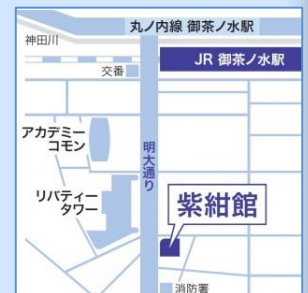 丸ノ内線 御茶ノ水駅
神田川
JR 御茶ノ水駅
交番
アカデミー
コモン
明大通り
リバティー
タワー
紫紺館
消防署